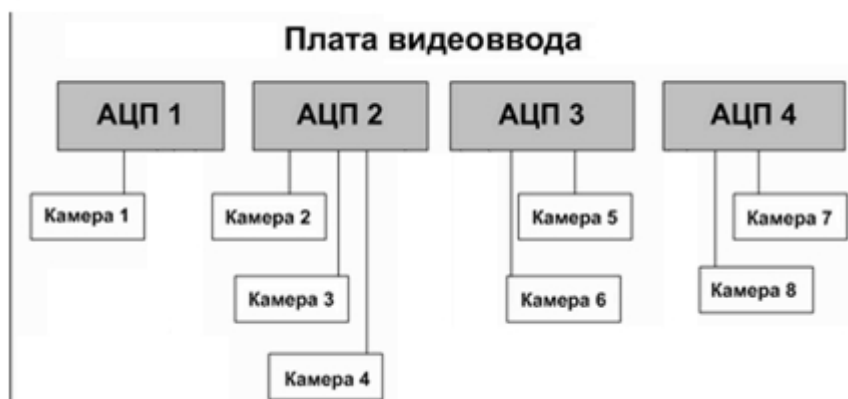 Плата видеоввода
АЦП 1
АЦП 2
АЦП 3
АЦП 4
Камера 1
Камера 2
Камера 5
Камера 7
Камера 3
Камера 6
Камера 8
Камера 4